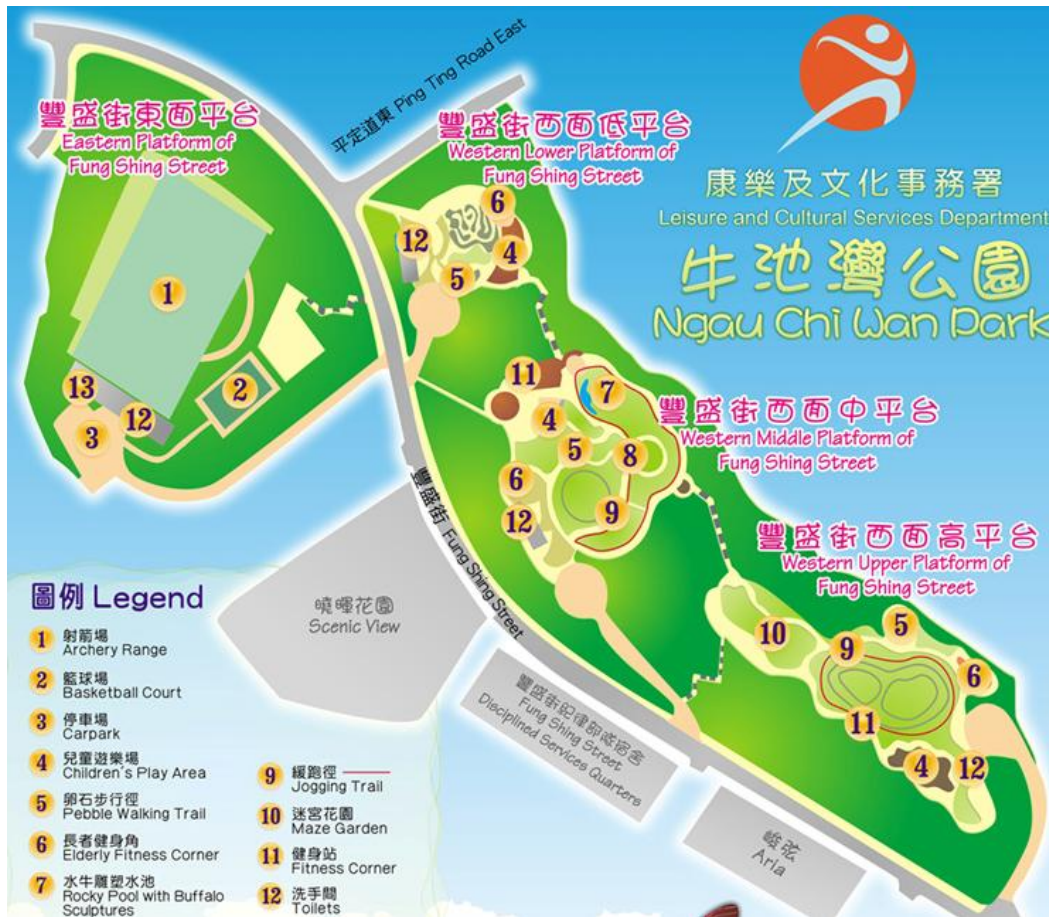 康樂及文化事務署
Leisure and Cultural Services Department
牛池灣公園
Ngau Chi Wan Park
豐盛街東面平台
Eastern Platform of
Fung Shing Street
平定道東 Ping Ting Road East
豐盛街西面低平台
Western Lower Platform of
Fung Shing Street
豐盛街西面中平台
Western Middle Platform of
Fung Shing Street
豐盛街西面高平台
Western Upper Platform of
Fung Shing Street
1
2
13
12
3
12
6
4
5
11
7
4
5
8
6
9
12
10
9
5
6
11
4
12
豐盛街 Fung Shing Street
曉暉花園
Scenic View
豐盛街紀律部隊宿舍
Fung Shing Street
Disciplined Services Quarters
峻弦
Aria
圖例 Legend
1 射箭場
Archery Range
2 籃球場
Basketball Court
3 停車場
Carpark
4 兒童遊樂場
Children's Play Area
5 卵石步行徑
Pebble Walking Trail
6 長者健身角
Elderly Fitness Corner
7 水牛雕塑水池
Rocky Pool with Buffalo
Sculptures
9 緩跑徑
Jogging Trail
10 迷宮花園
Maze Garden
11 健身站
Fitness Corner
12 洗手間
Toilets